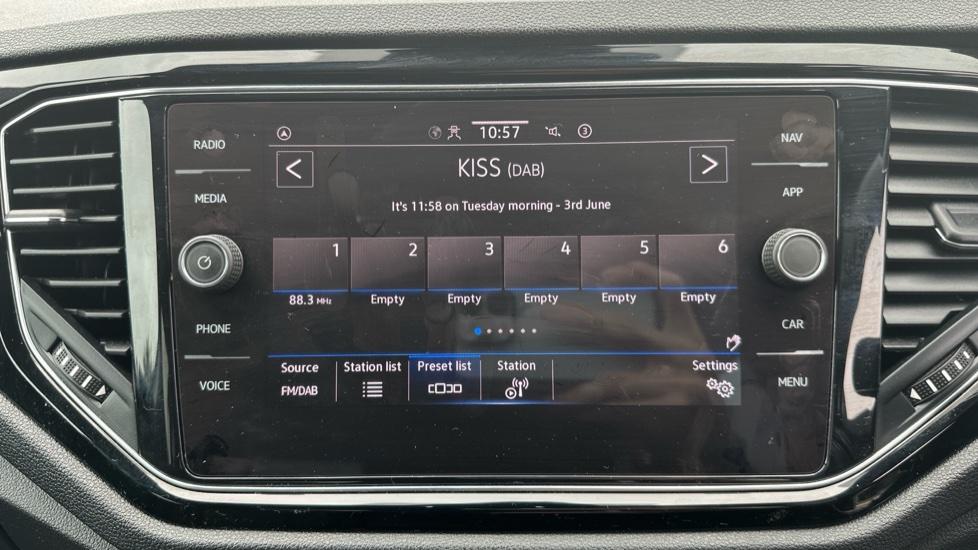 RADIO
MEDIA
PHONE
VOICE
10:57
3
KISS (DAB)
It's 11:58 on Tuesday morning - 3rd June
1 2 3 4 5 6
88.3 MHz Empty Empty Empty Empty Empty
Source Station list Preset list Station Settings
FM/DAB
NAV
APP
CAR
MENU